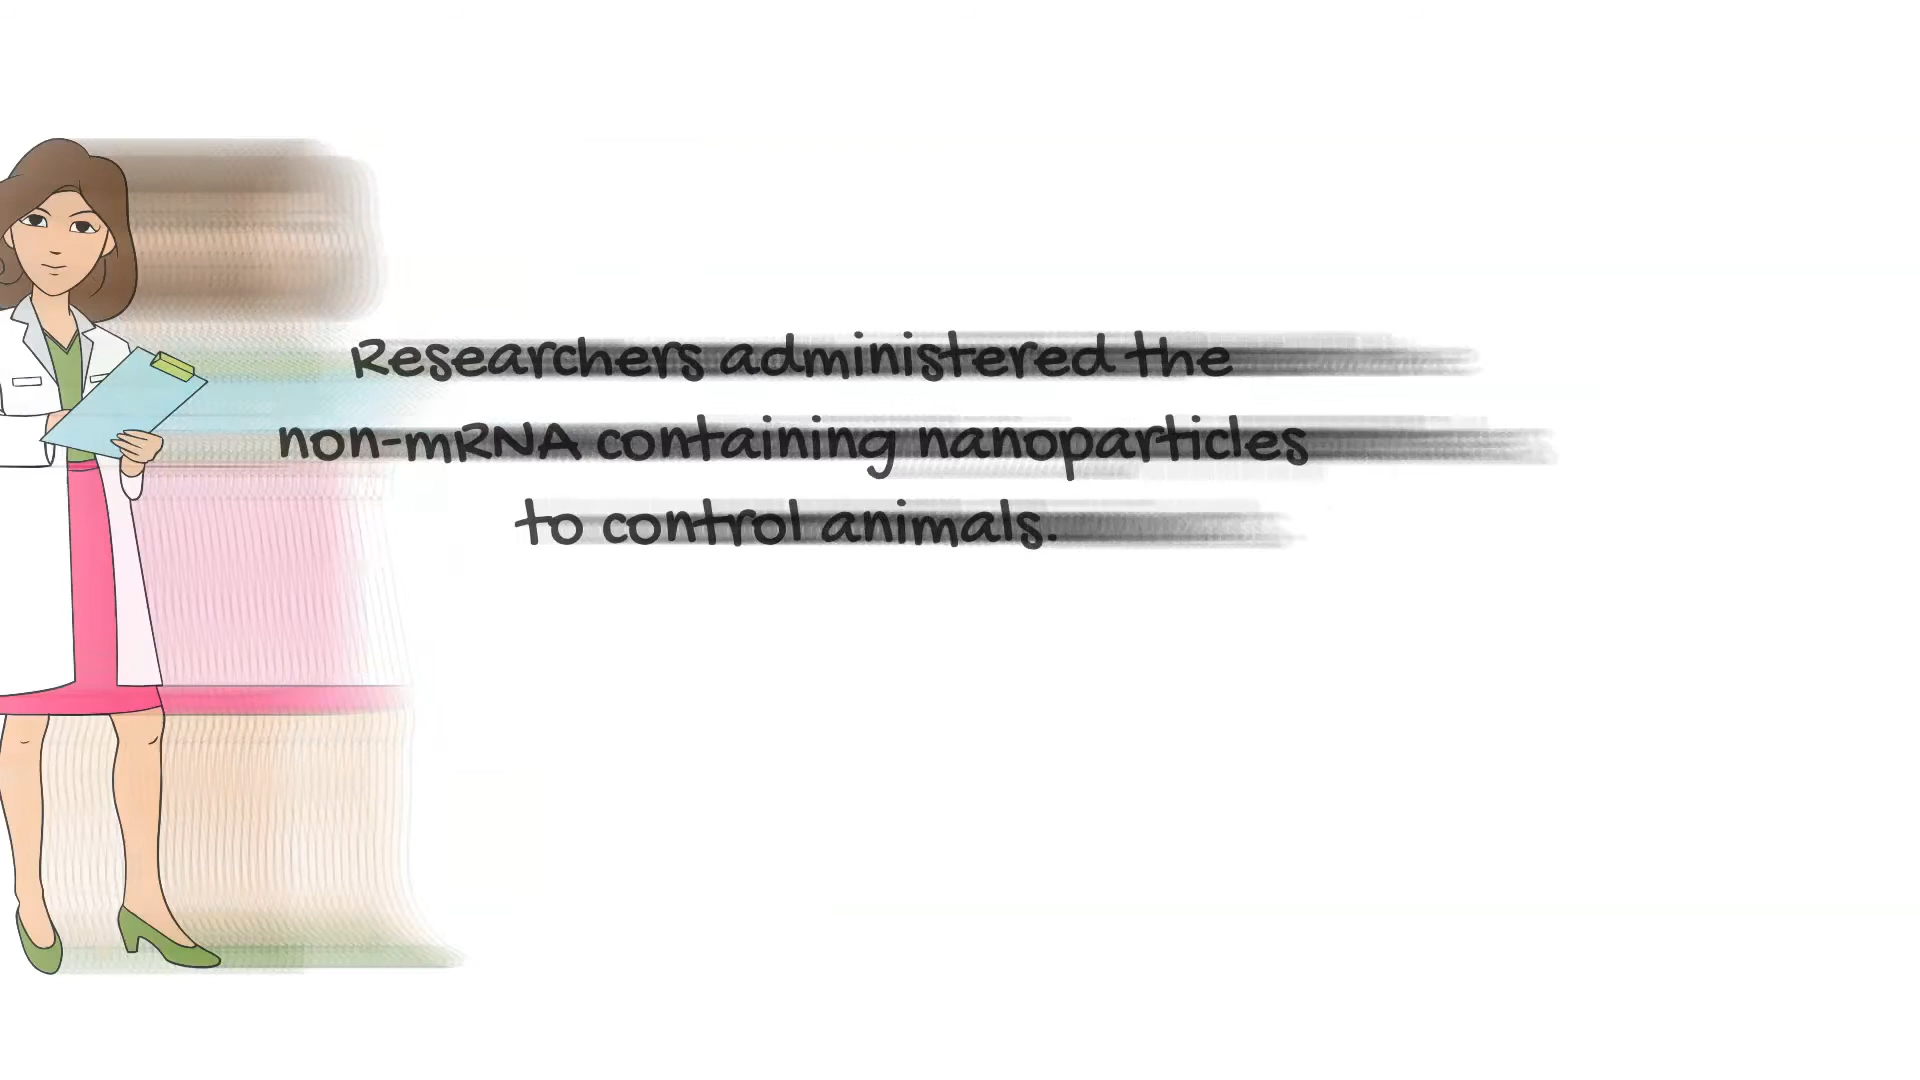 Researchers administered the
non-mRNA containing nanoparticles
to control animals.